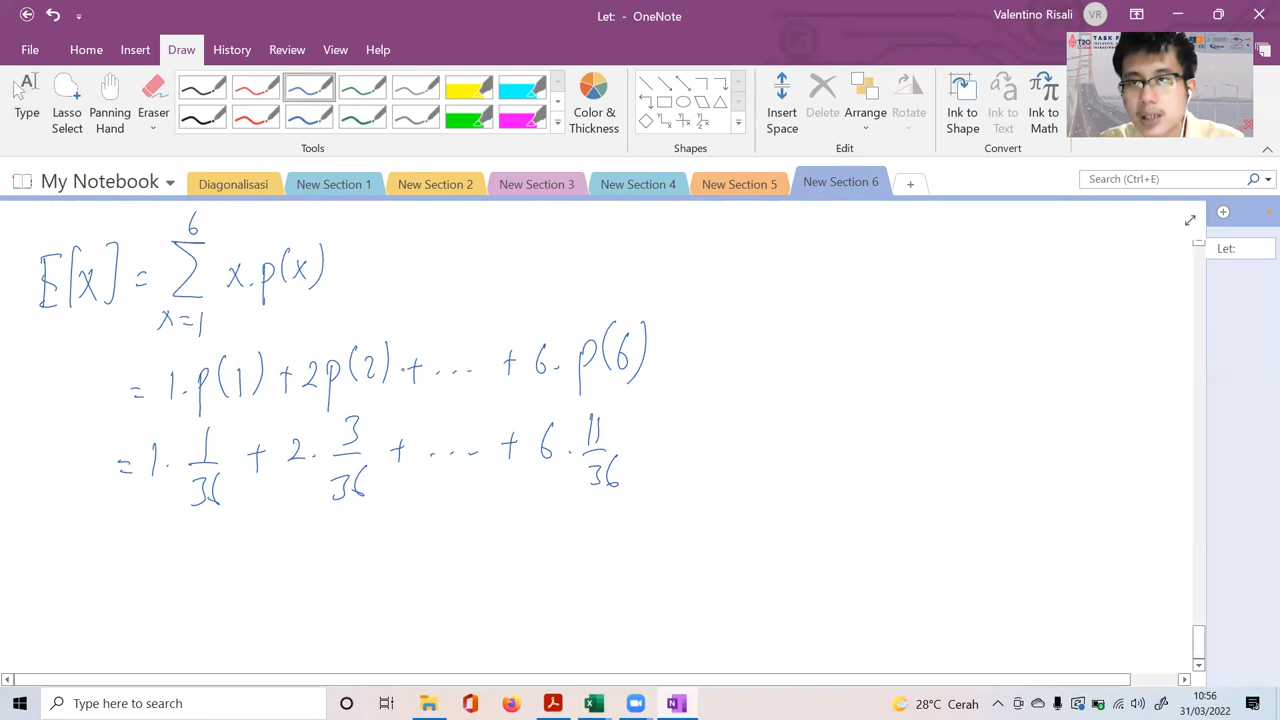 Let: - OneNote
Valentino Risali VR
File Home Insert Draw History Review View Help
Type
Lasso Select
Panning Hand
Eraser
Color & Thickness
Insert Space
Delete
Arrange
Rotate
Ink to Shape
Ink to Text
Ink to Math
Tools Shapes Edit Convert
My Notebook Diagonalisasi New Section 1 New Section 2 New Section 3 New Section 4 New Section 5 New Section 6 + Search (Ctrl+E)
Let:
E[X] = ∑_{x=1}^{6} x.p(x)
= 1.p(1) + 2p(2) + .... + 6.p(6)
= 1. 1/36 + 2. 3/36 + .... + 6. 11/36
Type here to search
28°C Cerah
10:56
31/03/2022